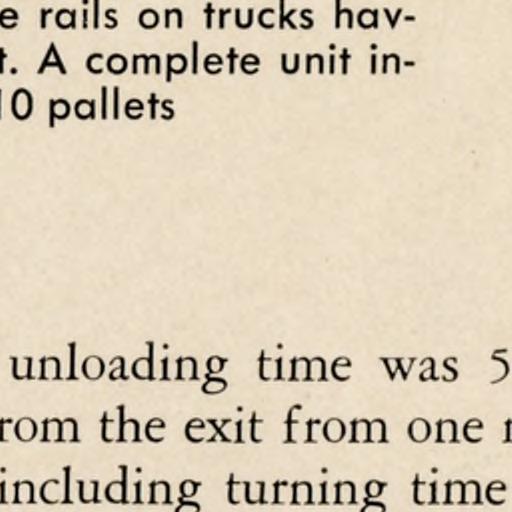 e rails on trucks hav-
t. A complete unit in-
10 pallets
unloading time was 5
rom the exit from one
including turning time